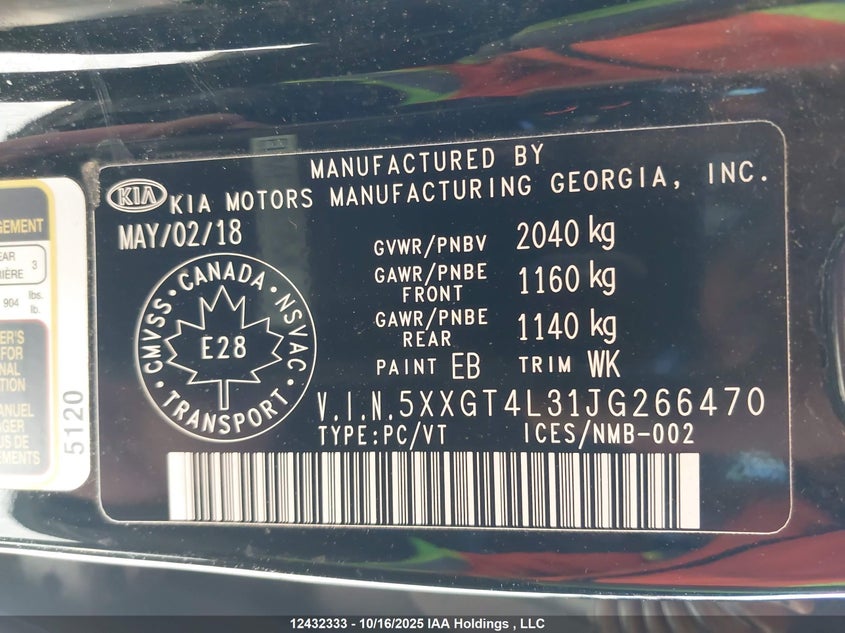 MANUFACTURED BY
KIA KIA MOTORS MANUFACTURING GEORGIA, INC.
MAY/02/18
GVWR/PNBV 2040 kg
GAWR/PNBE FRONT 1160 kg
GAWR/PNBE REAR 1140 kg
PAINT EB TRIM WK
CMVSS · CANADA · NSVAC · TRANSPORT ·
E28
V.I.N.5XXGT4L31JG266470
TYPE:PC/VT ICES/NMB-002
GEMENT
3
904 lbs.
lb.
5120
12432333 - 10/16/2025 IAA Holdings , LLC